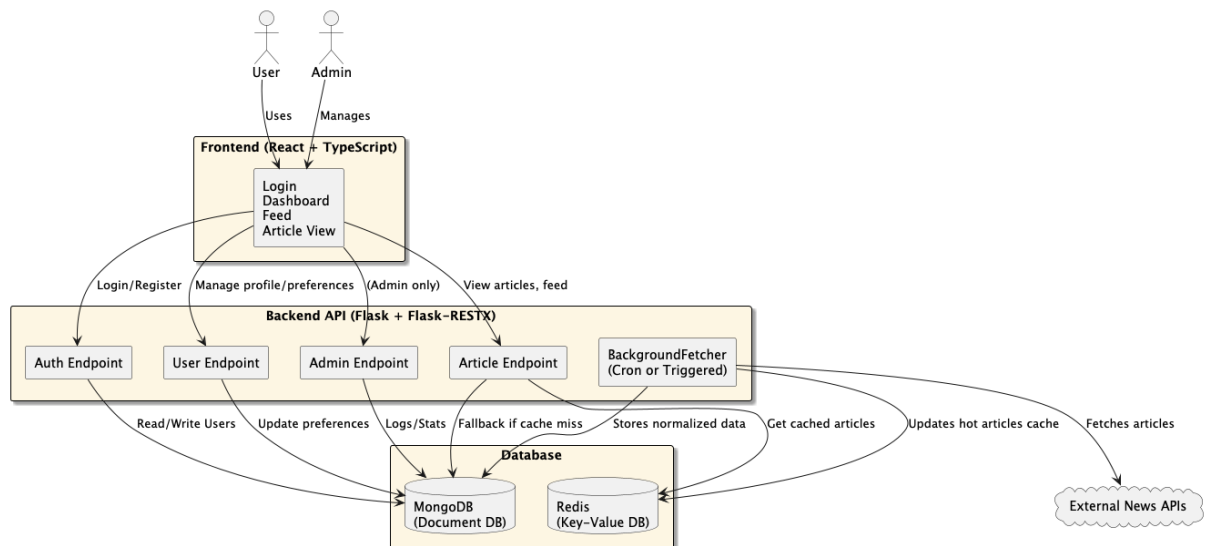 User
Admin
Uses
Manages
Frontend (React + TypeScript)
Login
Dashboard
Feed
Article View
Login/Register
Manage profile/preferences
(Admin only)
View articles, feed
Backend API (Flask + Flask-RESTX)
Auth Endpoint
User Endpoint
Admin Endpoint
Article Endpoint
BackgroundFetcher
(Cron or Triggered)
Read/Write Users
Update preferences
Logs/Stats
Fallback if cache miss
Stores normalized data
Get cached articles
Updates hot articles cache
Fetches articles
Database
MongoDB
(Document DB)
Redis
(Key-Value DB)
External News APIs